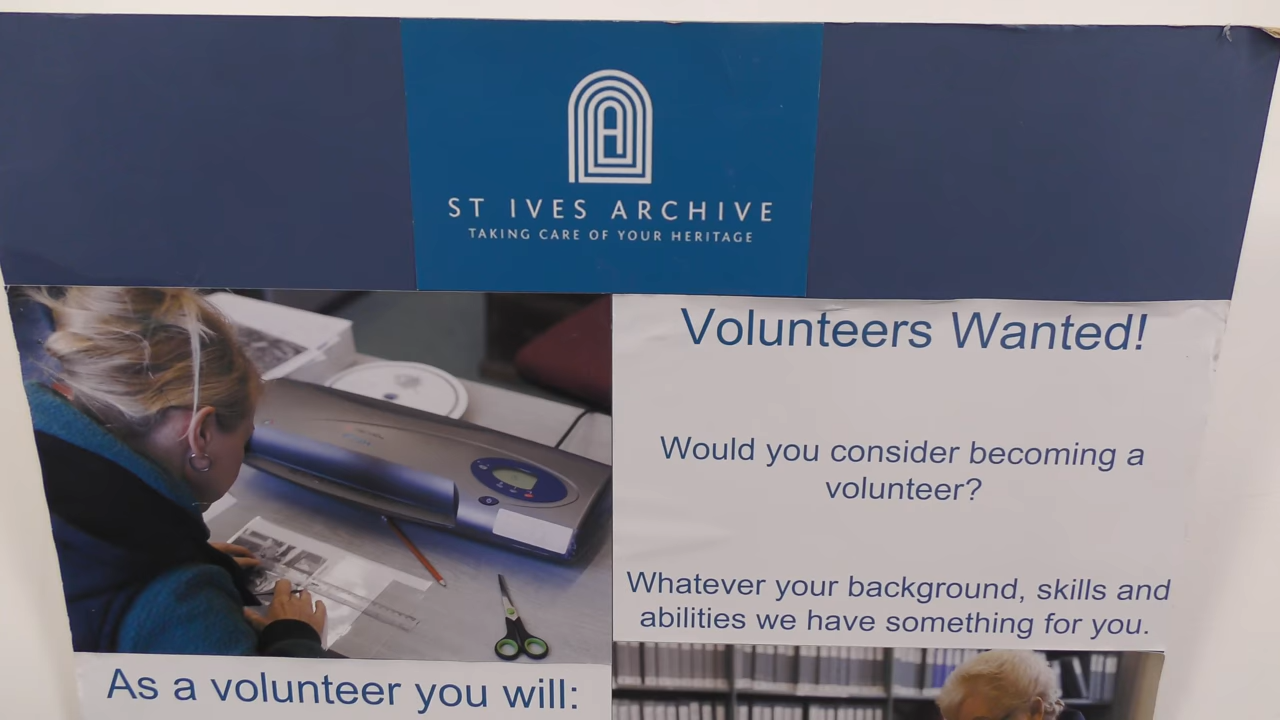 ST IVES ARCHIVE
TAKING CARE OF YOUR HERITAGE
Volunteers Wanted!
Would you consider becoming a
volunteer?
Whatever your background, skills and
abilities we have something for you.
As a volunteer you will: